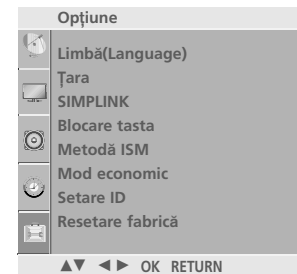 Opțiune
Limbă(Language)
Țara
SIMPLINK
Blocare tasta
Metodă ISM
Mod economic
Setare ID
Resetare fabrică
▲▼ ◄► OK RETURN